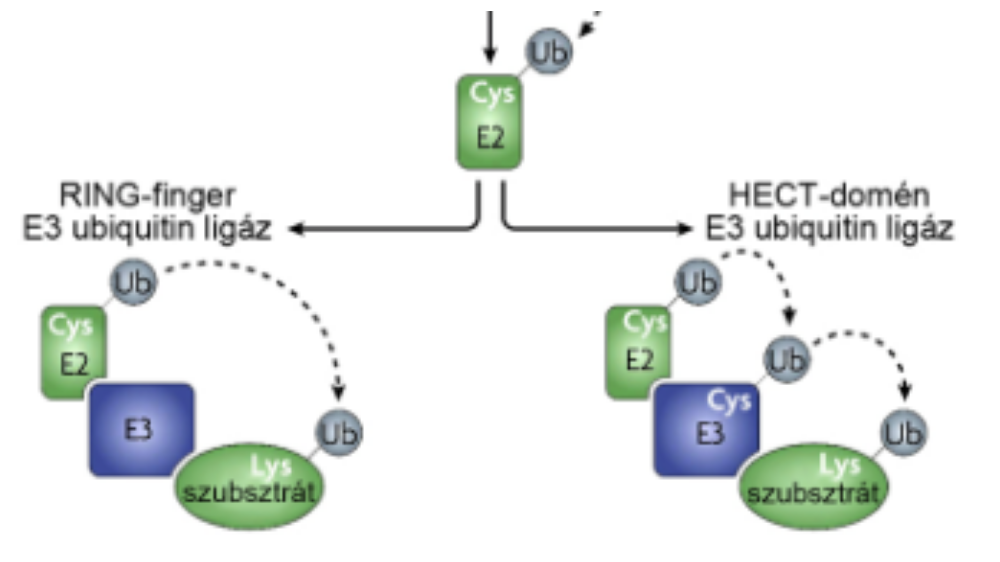 Ub
Cys
E2
RING-finger
E3 ubiquitin ligáz
HECT-domén
E3 ubiquitin ligáz
Ub
Cys
E2
E3
Ub
Lys
szubsztrát
Ub
Cys
E2
Ub
Cys
E3
Ub
Lys
szubsztrát